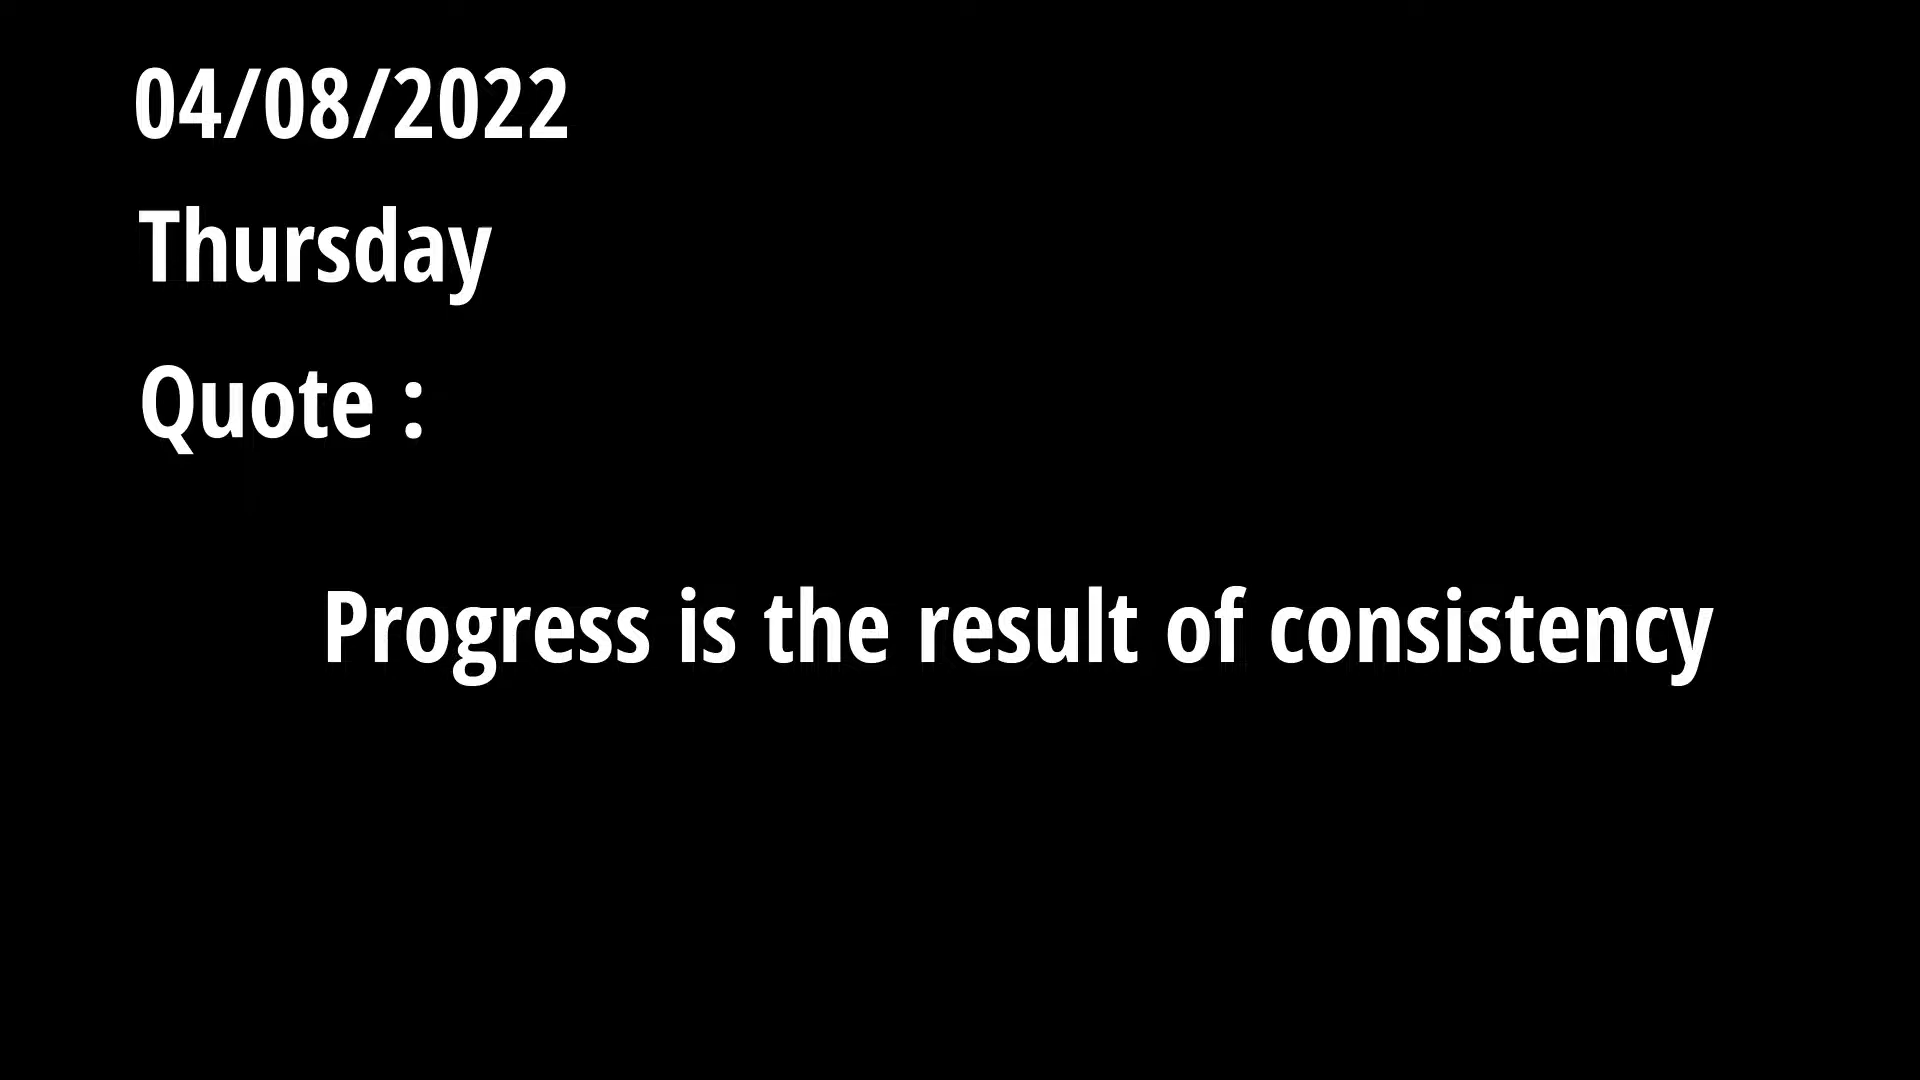 04/08/2022
Thursday
Quote :
Progress is the result of consistency